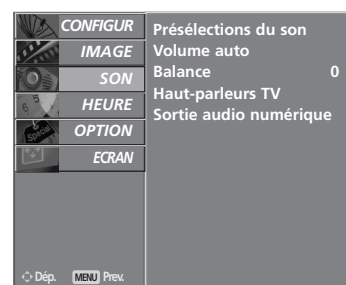 CONFIGUR
IMAGE
SON
HEURE
OPTION
ECRAN
Présélections du son
Volume auto
Balance 0
Haut-parleurs TV
Sortie audio numérique
Dép. MENU Prev.